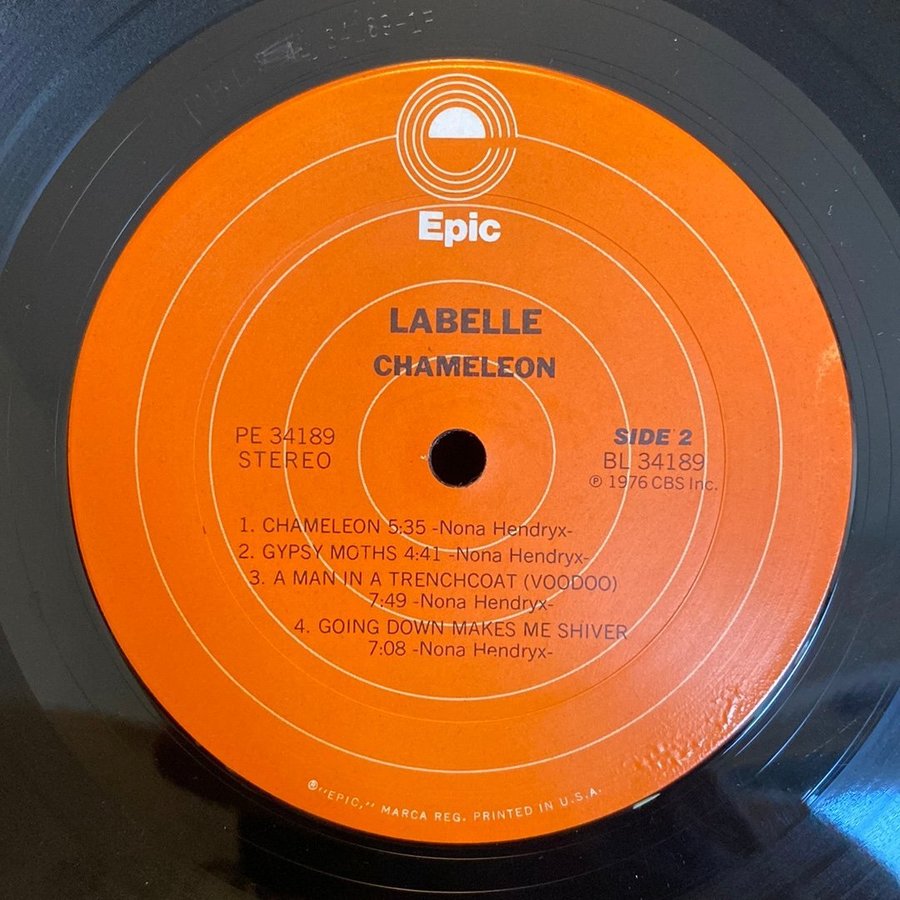 Epic
LABELLE
CHAMELEON
PE 34189
STEREO
SIDE 2
BL 34189
℗ 1976 CBS Inc.
1. CHAMELEON 5:35 -Nona Hendryx-
2. GYPSY MOTHS 4:41 -Nona Hendryx-
3. A MAN IN A TRENCHCOAT (VOODOO)
7:49 -Nona Hendryx-
4. GOING DOWN MAKES ME SHIVER
7:08 -Nona Hendryx-
®"EPIC," MARCA REG. PRINTED IN U.S.A.